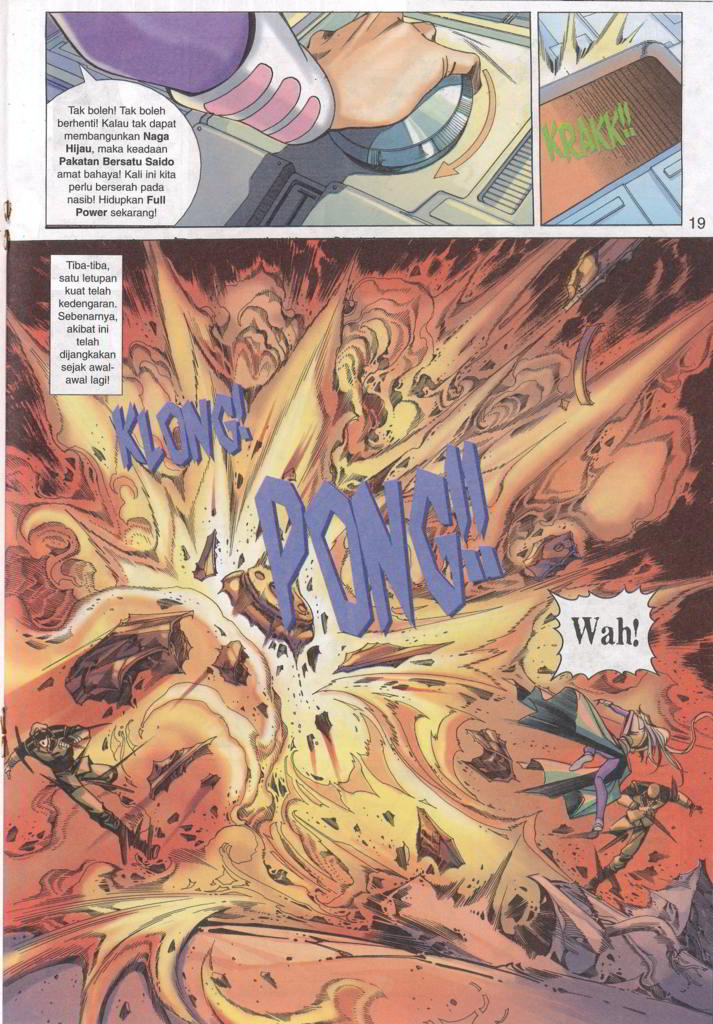 Tak boleh! Tak boleh
berhenti! Kalau tak dapat
membangunkan Naga
Hijau, maka keadaan
Pakatan Bersatu Saido
amat bahaya! Kali ini kita
perlu berserah pada
nasib! Hidupkan Full
Power sekarang!
KRAKK!!
19
Tiba-tiba,
satu letupan
kuat telah
kedengaran.
Sebenarnya,
akibat ini
telah
dijangkakan
sejak awal-
awal lagi!
KLONG!
PONG!!
Wah!